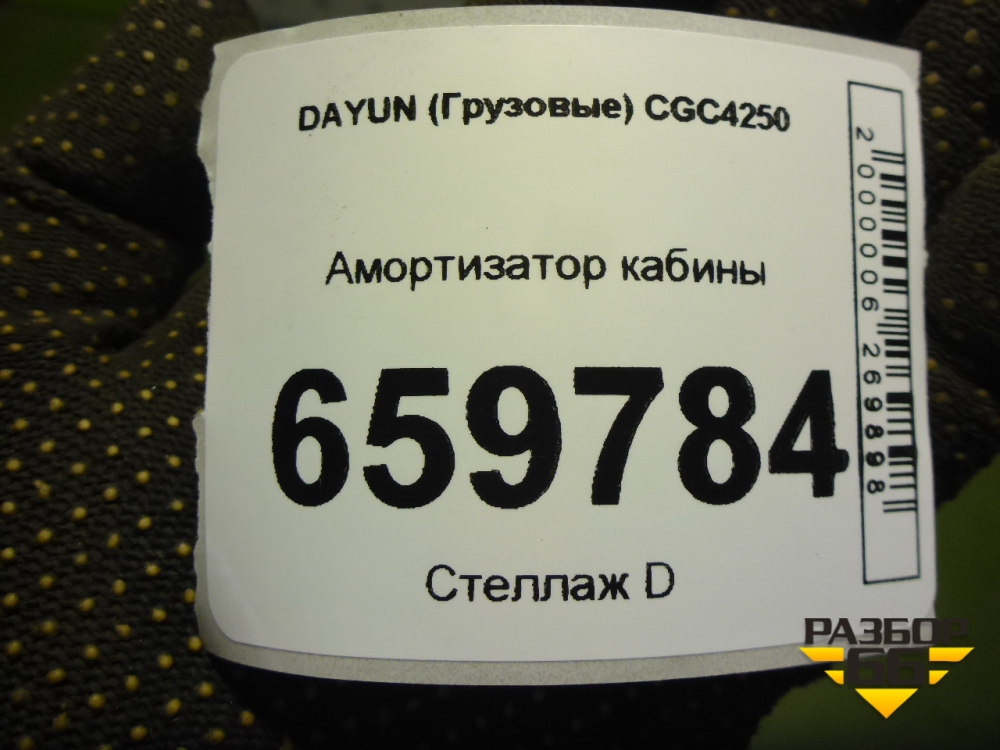 DAYUN (Грузовые) CGC4250
Амортизатор кабины
659784
Стеллаж D
2000006269898
РАЗБОР
66